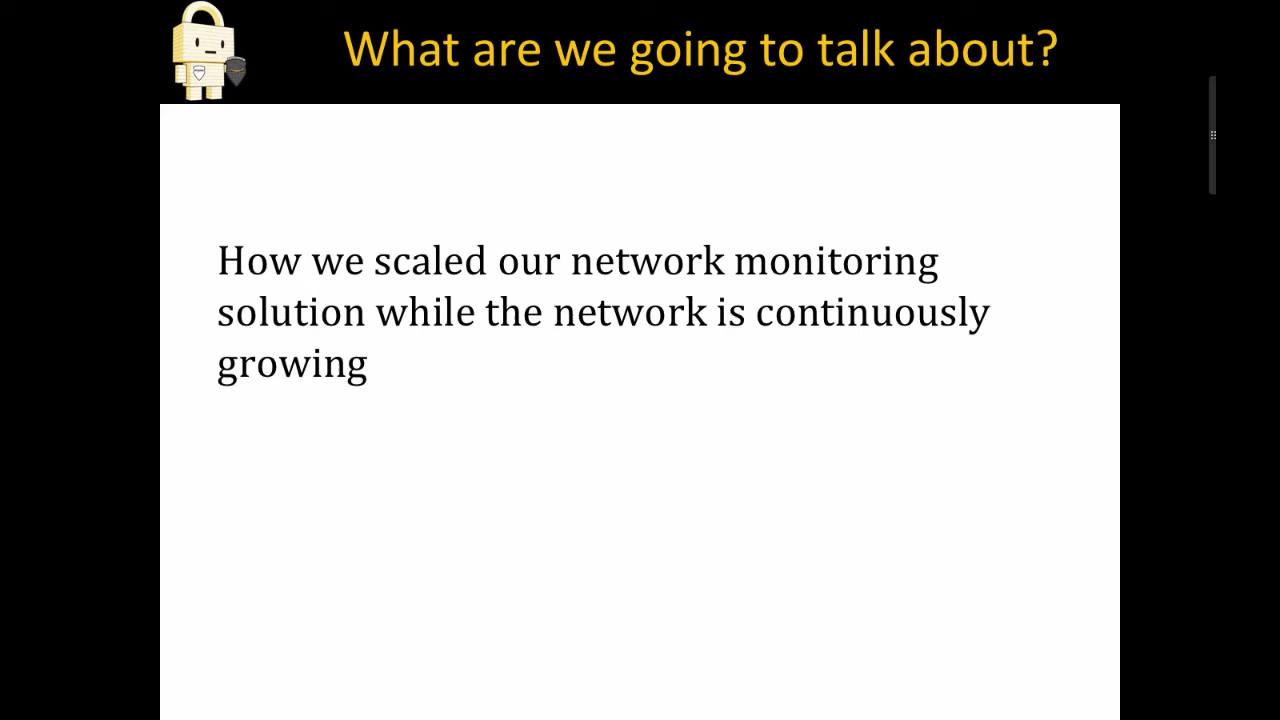 What are we going to talk about?
How we scaled our network monitoring
solution while the network is continuously
growing